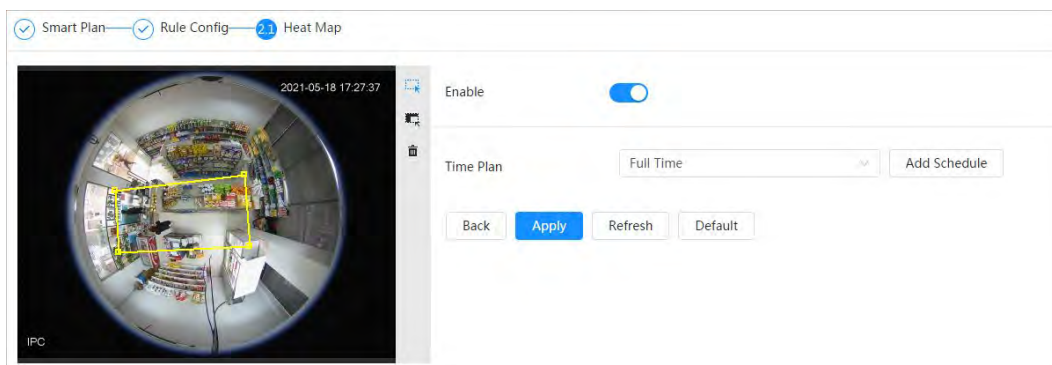 Smart Plan Rule Config 2.1 Heat Map
2021-05-18 17:27:37
Enable
Time Plan Full Time Add Schedule
Back Apply Refresh Default
IPC